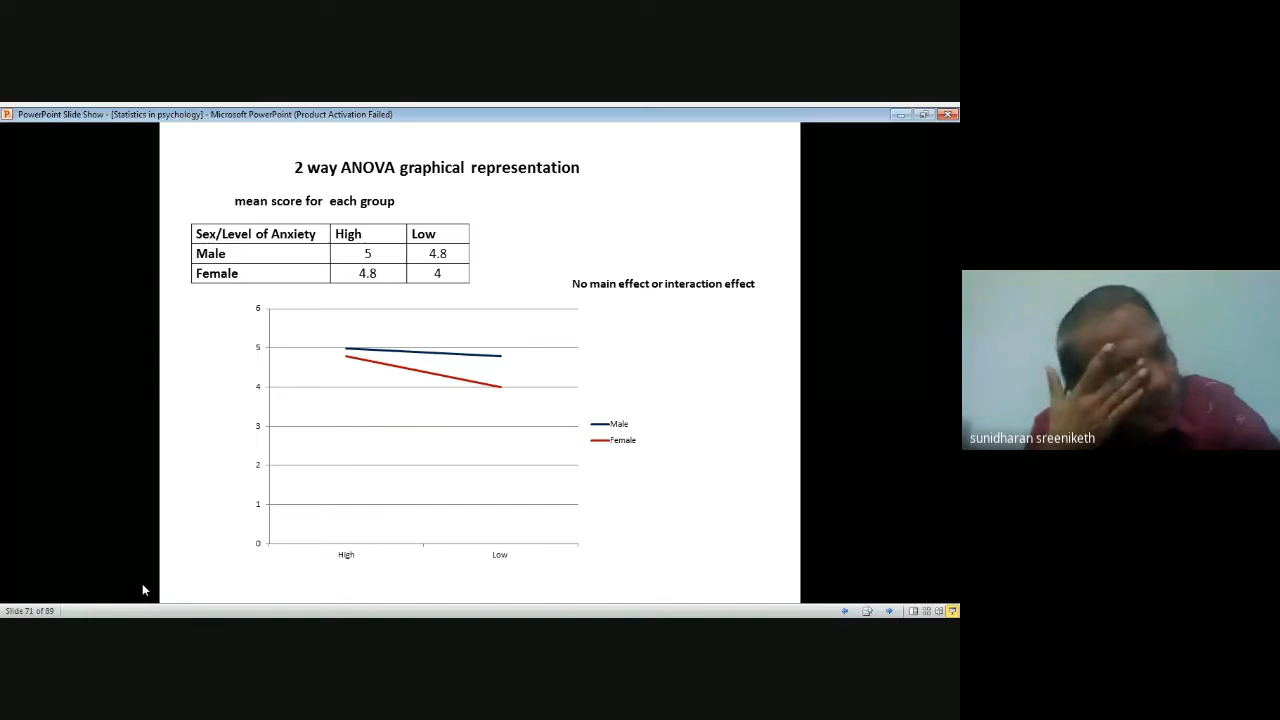 PowerPoint Slide Show - [Statistics in psychology] - Microsoft PowerPoint (Product Activation Failed)
2 way ANOVA graphical representation
mean score for each group
Sex/Level of Anxiety High Low
Male 5 4.8
Female 4.8 4
No main effect or interaction effect
6
5
4
3
2
1
0
High Low
Male
Female
sunidharan sreeniketh
Slide 71 of 89